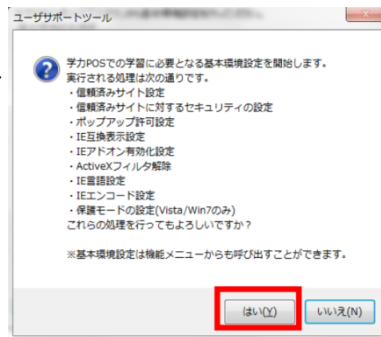 ユーザサポートツール
学力POSでの学習に必要となる基本環境設定を開始します。
実行される処理は次の通りです。
・信頼済みサイト設定
・信頼済みサイトに対するセキュリティの設定
・ポップアップ許可設定
・IE互換表示設定
・IEアドオン有効化設定
・ActiveXフィルタ解除
・IE言語設定
・IEエンコード設定
・保護モードの設定(Vista/Win7のみ)
これらの処理を行ってもよろしいですか？
※基本環境設定は機能メニューからも呼び出すことができます。
はい(Y)
いいえ(N)